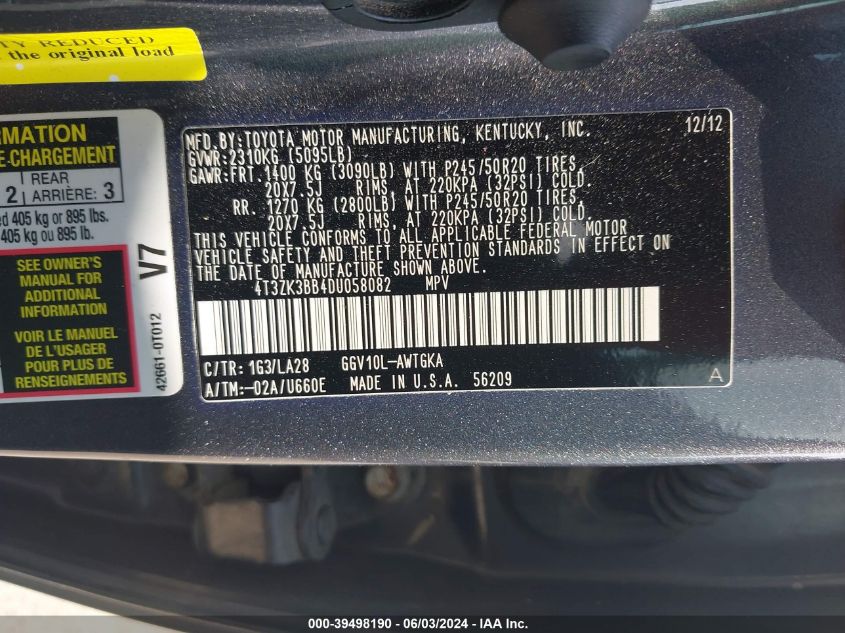 TY REDUCED
the original load
RMATION
E-CHARGEMENT
2 REAR ARRIÈRE: 3
ed 405 kg or 895 lbs.
405 kg ou 895 lb.
SEE OWNER'S
MANUAL FOR
ADDITIONAL
INFORMATION
VOIR LE MANUEL
DE L'USAGER
POUR PLUS DE
RENSEIGNEMENT
V7
42661-0T012
MFD.BY:TOYOTA MOTOR MANUFACTURING, KENTUCKY, INC. 12/12
GVWR:2310KG (5095LB)
GAWR:FRT.1400 KG (3090LB) WITH P245/50R20 TIRES,
20X7.5J RIMS, AT 220KPA (32PSI) COLD.
RR. 1270 KG (2800LB) WITH P245/50R20 TIRES,
20X7.5J RIMS, AT 220KPA (32PSI) COLD.
THIS VEHICLE CONFORMS TO ALL APPLICABLE FEDERAL MOTOR
VEHICLE SAFETY AND THEFT PREVENTION STANDARDS IN EFFECT ON
THE DATE OF MANUFACTURE SHOWN ABOVE.
4T3ZK3BB4DU058082 MPV
C/TR: 1G3/LA28 GGV10L-AWTGKA
A/TM:-02A/U660E MADE IN U.S.A. 56209 A
000-39498190 - 06/03/2024 - IAA Inc.